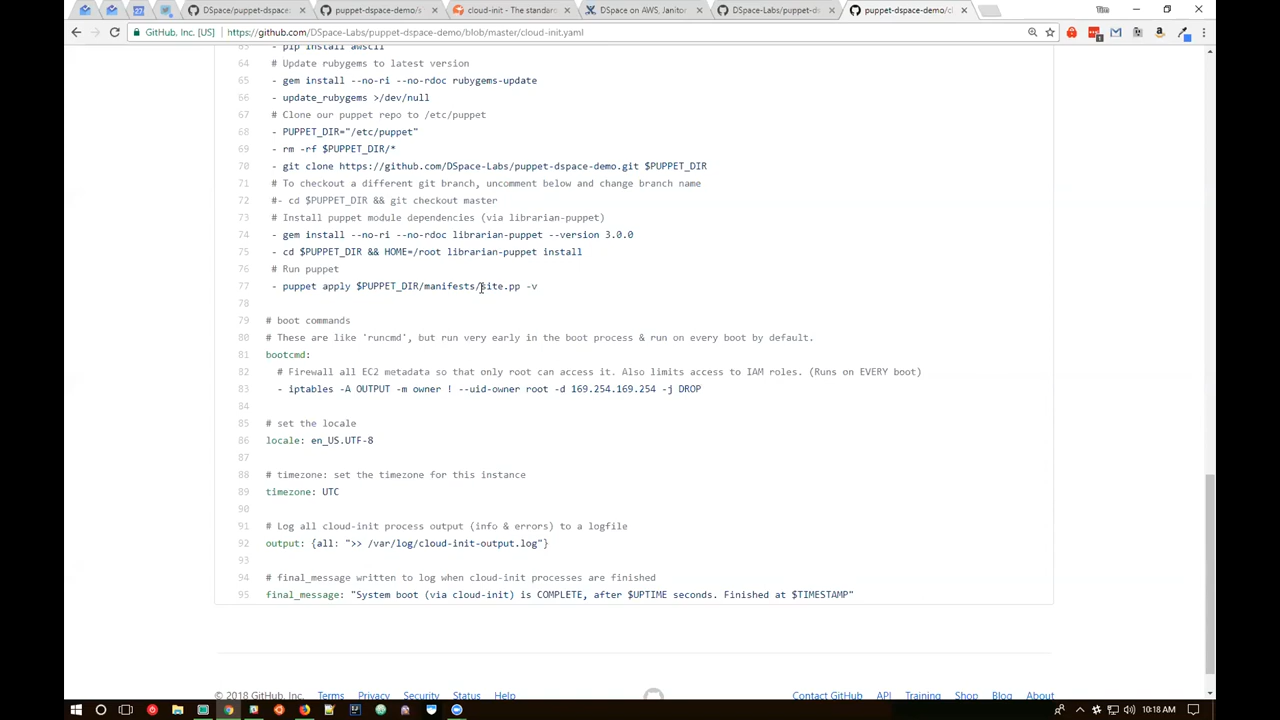 DSpace/puppet-dspace- ×
puppet-dspace-demo/s ×
cloud-init - The standar ×
DSpace on AWS, Janitor ×
DSpace-Labs/puppet-d ×
puppet-dspace-demo/cl ×
Tim
GitHub, Inc. [US]
https://github.com/DSpace-Labs/puppet-dspace-demo/blob/master/cloud-init.yaml
63 - pip install awscli
64 # Update rubygems to latest version
65 - gem install --no-ri --no-rdoc rubygems-update
66 - update_rubygems >/dev/null
67 # Clone our puppet repo to /etc/puppet
68 - PUPPET_DIR="/etc/puppet"
69 - rm -rf $PUPPET_DIR/*
70 - git clone https://github.com/DSpace-Labs/puppet-dspace-demo.git $PUPPET_DIR
71 # To checkout a different git branch, uncomment below and change branch name
72 #- cd $PUPPET_DIR && git checkout master
73 # Install puppet module dependencies (via librarian-puppet)
74 - gem install --no-ri --no-rdoc librarian-puppet --version 3.0.0
75 - cd $PUPPET_DIR && HOME=/root librarian-puppet install
76 # Run puppet
77 - puppet apply $PUPPET_DIR/manifests/site.pp -v
78
79 # boot commands
80 # These are like 'runcmd', but run very early in the boot process & run on every boot by default.
81 bootcmd:
82 # Firewall all EC2 metadata so that only root can access it. Also limits access to IAM roles. (Runs on EVERY boot)
83 - iptables -A OUTPUT -m owner ! --uid-owner root -d 169.254.169.254 -j DROP
84
85 # set the locale
86 locale: en_US.UTF-8
87
88 # timezone: set the timezone for this instance
89 timezone: UTC
90
91 # Log all cloud-init process output (info & errors) to a logfile
92 output: {all: ">> /var/log/cloud-init-output.log"}
93
94 # final_message written to log when cloud-init processes are finished
95 final_message: "System boot (via cloud-init) is COMPLETE, after $UPTIME seconds. Finished at $TIMESTAMP"
© 2018 GitHub, Inc. Terms Privacy Security Status Help
Contact GitHub API Training Shop Blog About
10:18 AM